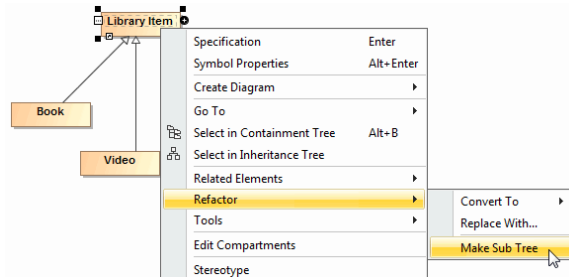 Library Item
Specification Enter
Symbol Properties Alt+Enter
Create Diagram
Book
Go To
Select in Containment Tree Alt+B
Video
Select in Inheritance Tree
Related Elements
Refactor
Convert To
Tools
Replace With...
Edit Compartments
Make Sub Tree
Stereotype